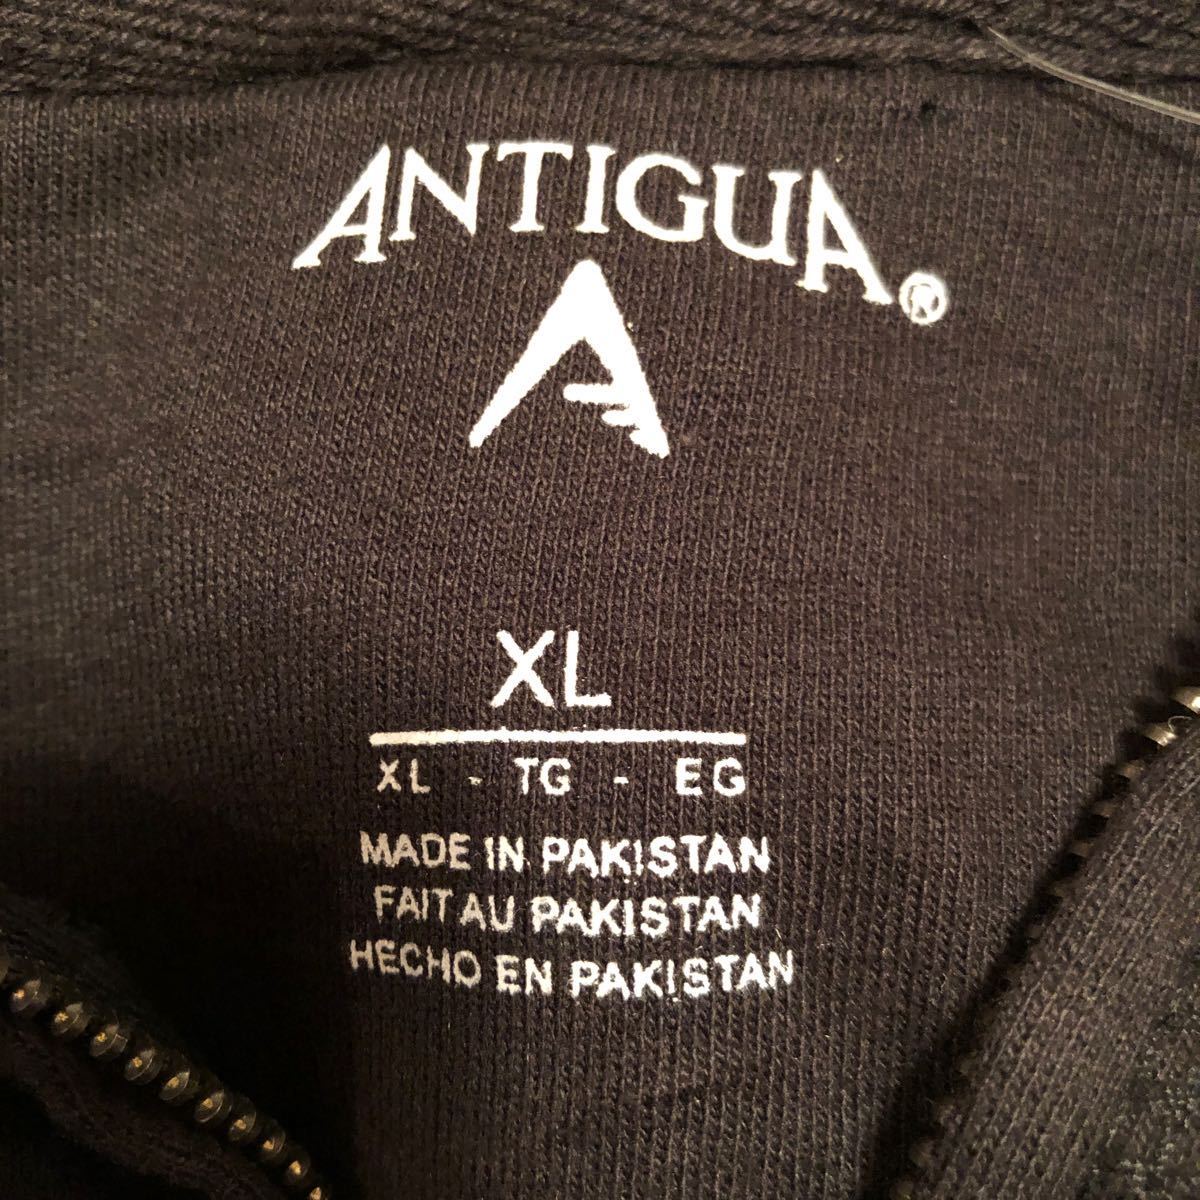 ANTIGUA®
XL
XL - TG - EG
MADE IN PAKISTAN
FAIT AU PAKISTAN
HECHO EN PAKISTAN